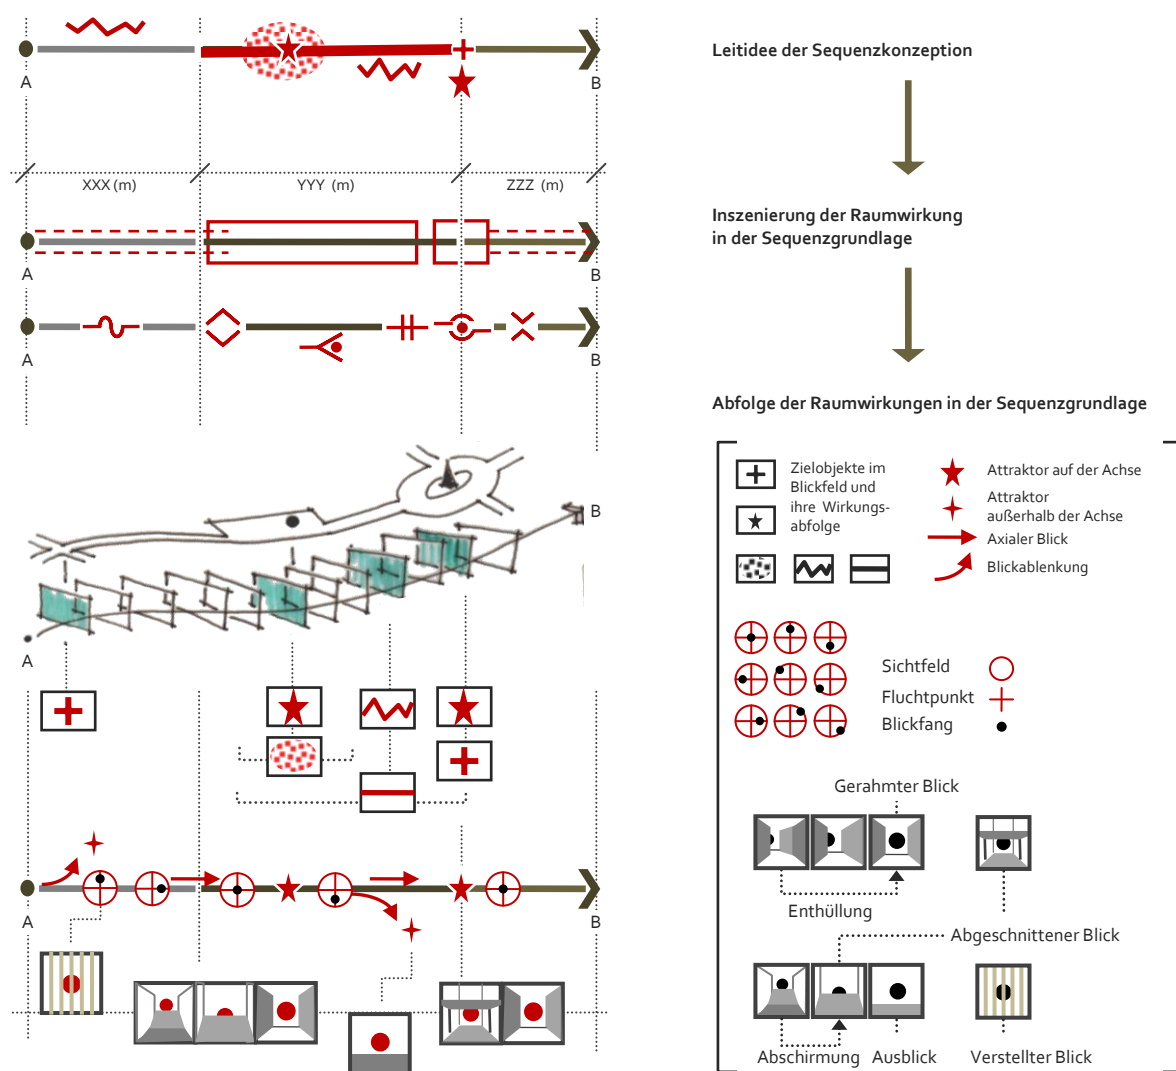 A
B
Leitidee der Sequenzkonzeption
XXX (m)
YYY (m)
ZZZ (m)
A
B
Inszenierung der Raumwirkung
in der Sequenzgrundlage
A
B
Abfolge der Raumwirkungen in der Sequenzgrundlage
B
A
Zielobjekte im
Blickfeld und
ihre Wirkungs-
abfolge
Attraktor auf der Achse
Attraktor
außerhalb der Achse
Axialer Blick
Blickablenkung
Sichtfeld
Fluchtpunkt
Blickfang
A
B
Gerahmter Blick
Enthüllung
Abgeschnittener Blick
Abschirmung
Ausblick
Verstellter Blick